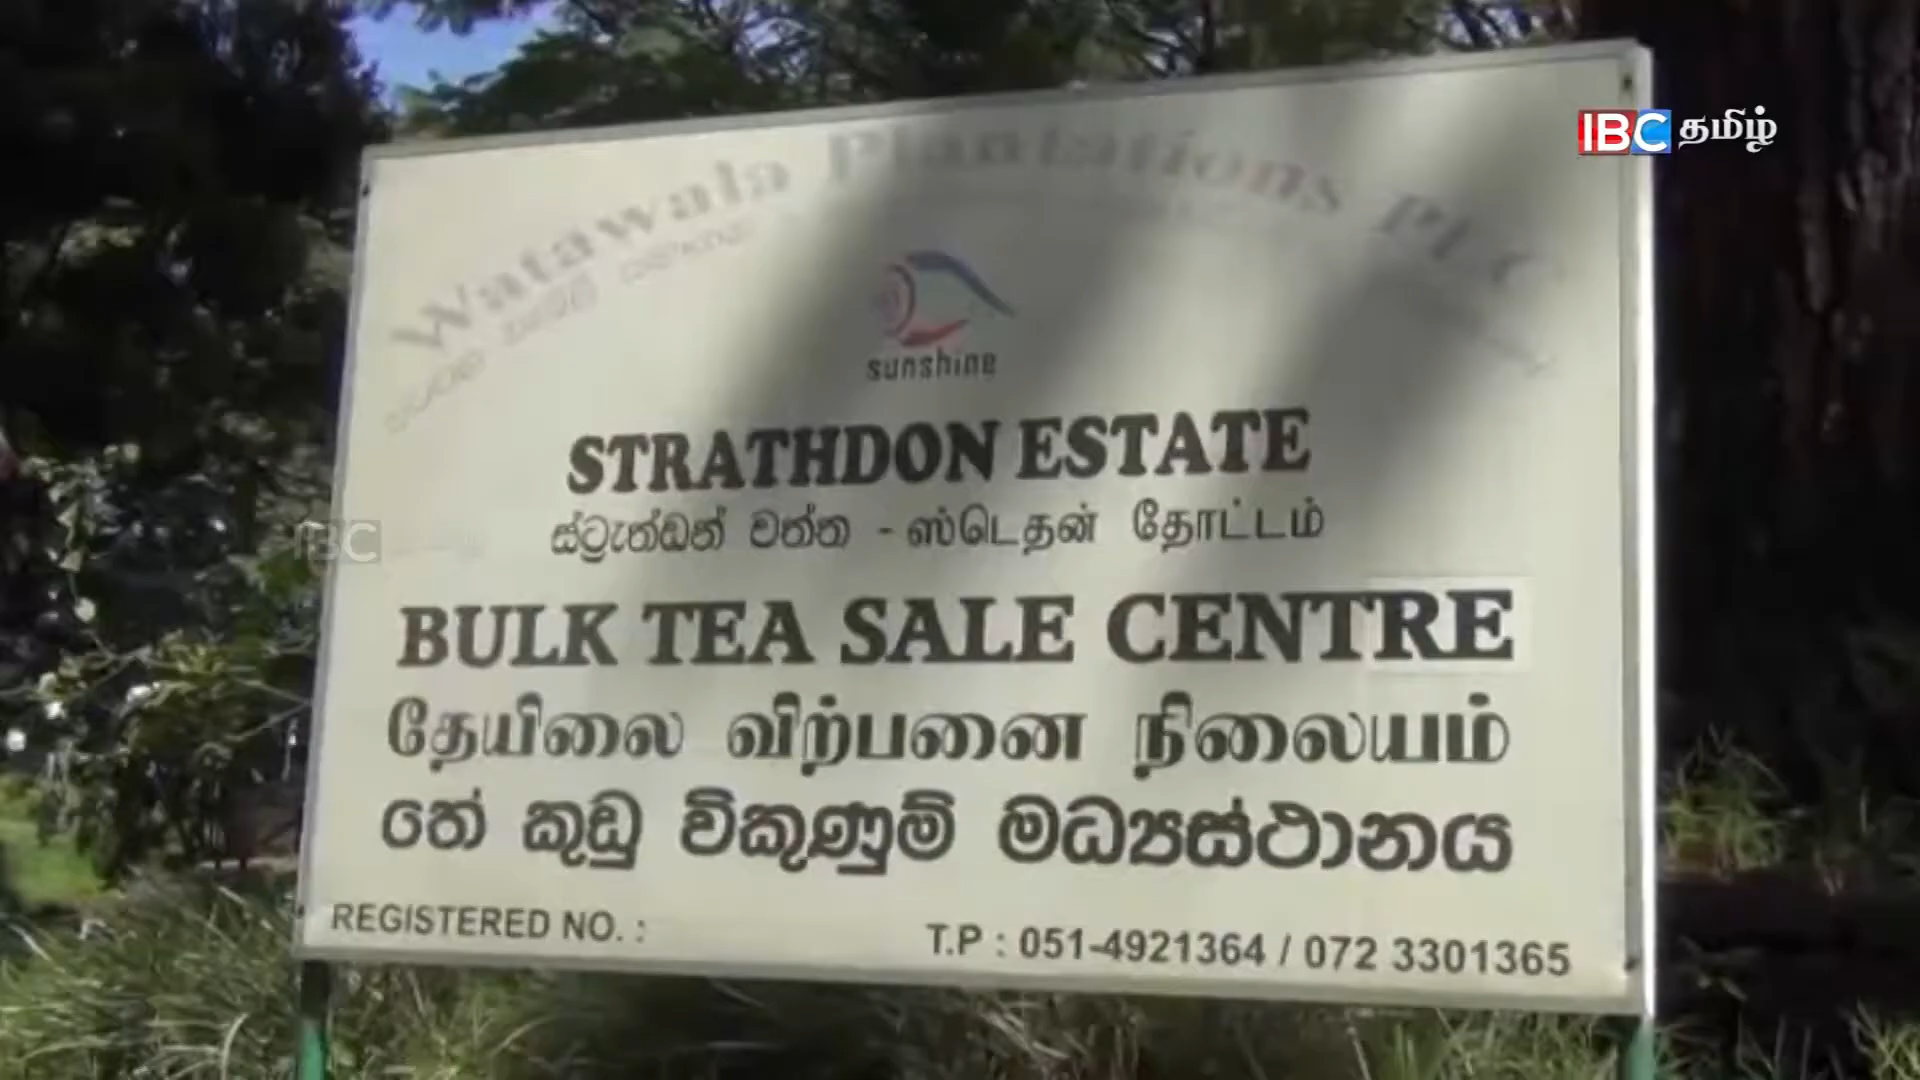 IBC தமிழ்
Watawala Plantations PLC
sunshine
STRATHDON ESTATE
ස්ට්‍රැත්ඩන් වත්ත - ஸ்டெதன் தோட்டம்
BULK TEA SALE CENTRE
தேயிலை விற்பனை நிலையம்
තේ කුඩු විකුණුම් මධ්‍යස්ථානය
REGISTERED NO. :
T.P : 051-4921364 / 072 3301365
IBC